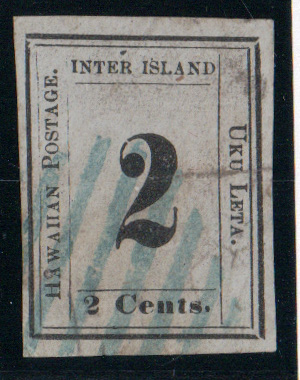 INTER ISLAND
HAWAIIAN POSTAGE.
2
UKU LETA.
2 Cents.